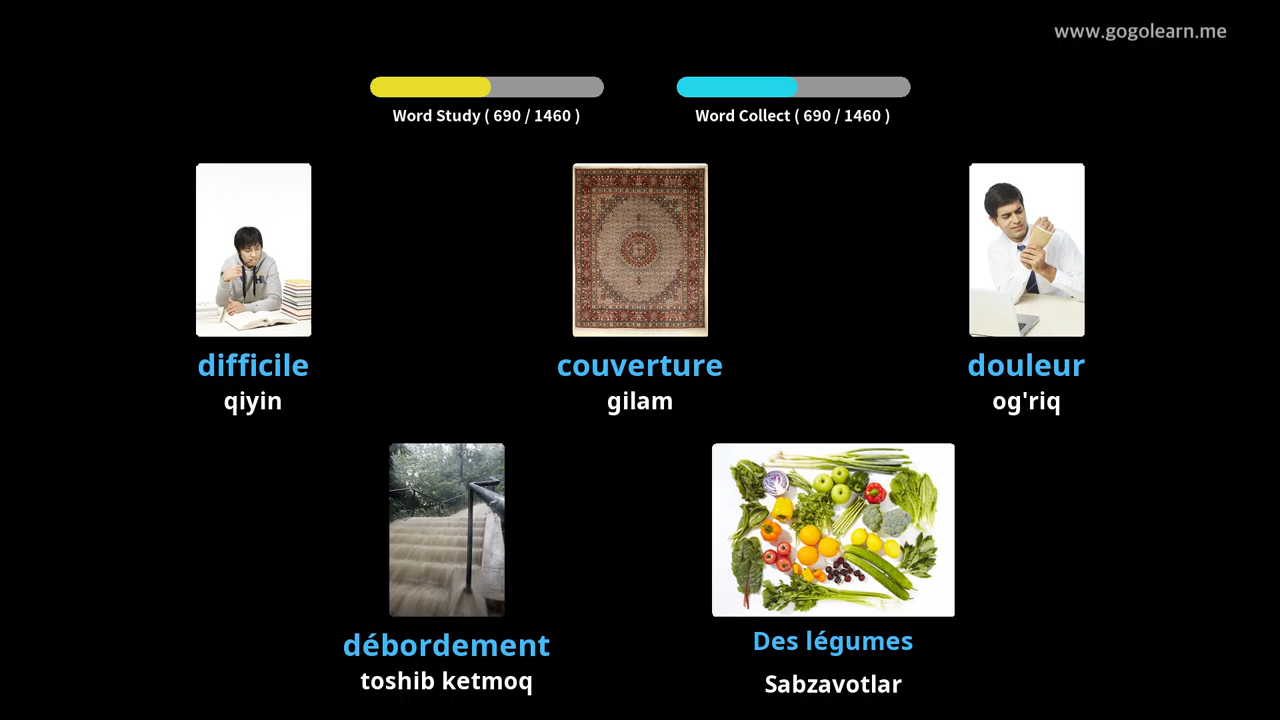 www.gogolearn.me
Word Study ( 690 / 1460 )
Word Collect ( 690 / 1460 )
difficile
qiyin
couverture
gilam
douleur
og'riq
débordement
toshib ketmoq
Des légumes
Sabzavotlar